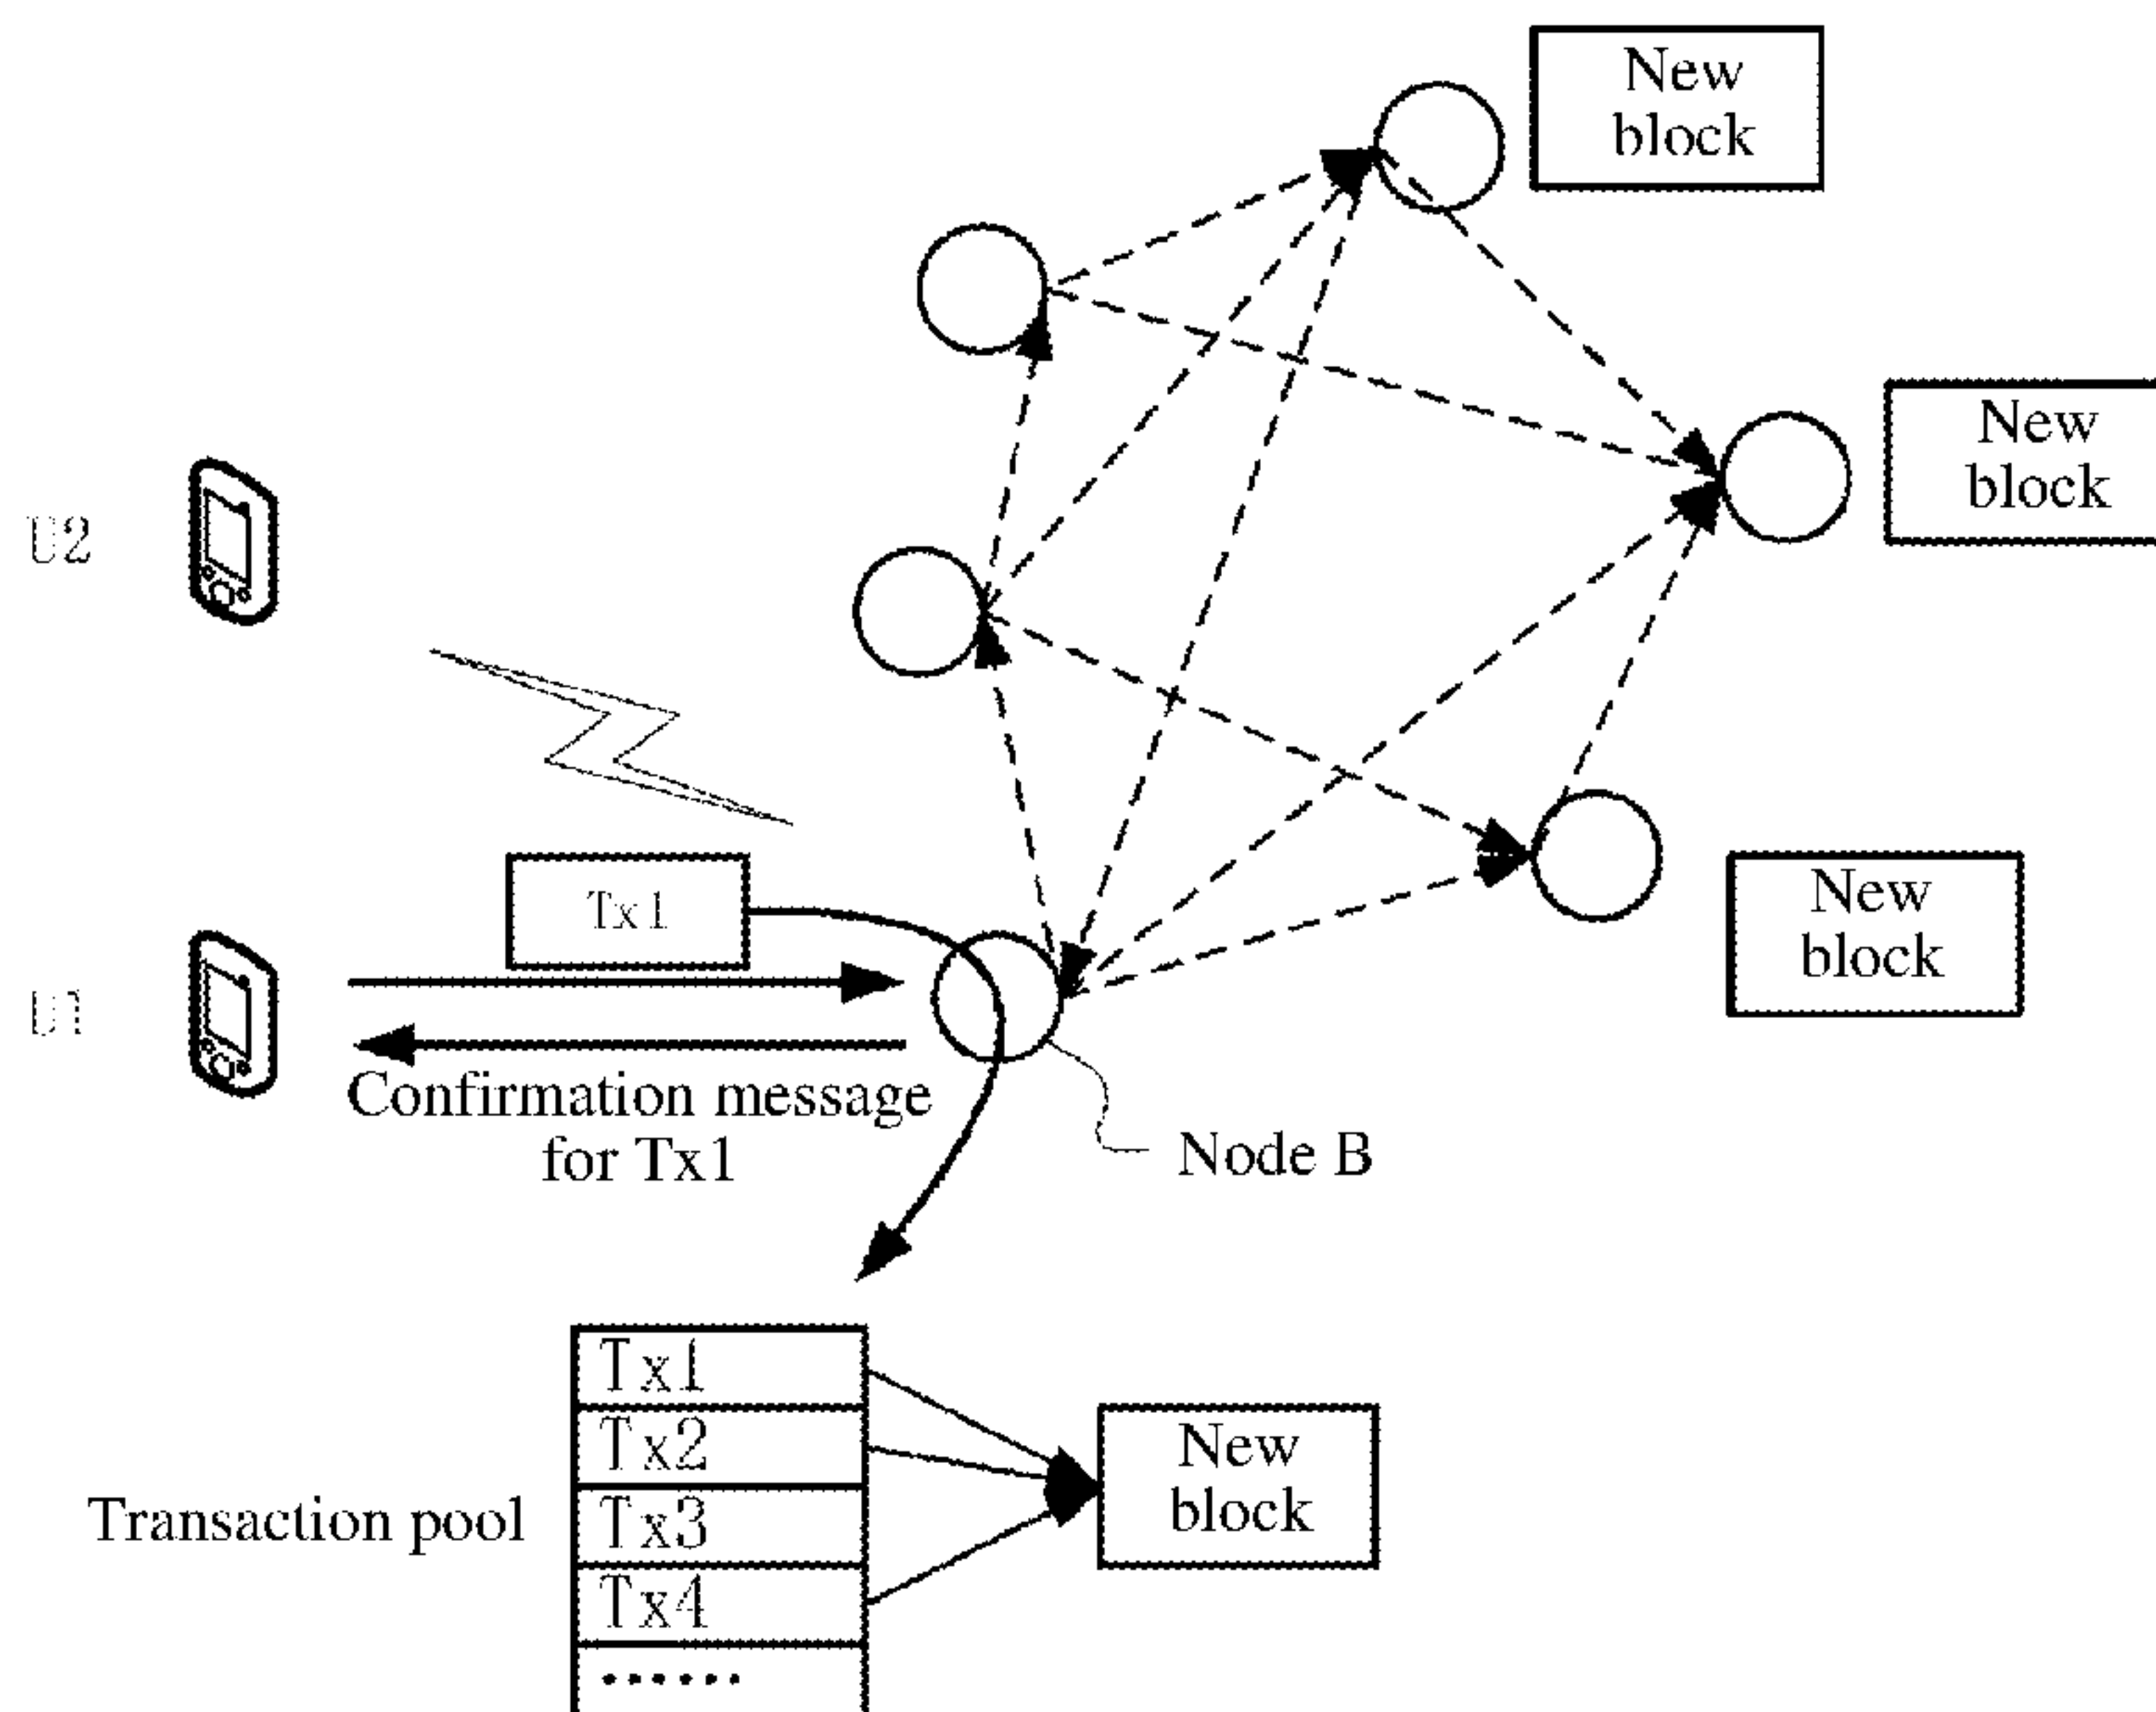 New
block
New
block
U2
Tx1
New
block
U1
Confirmation message
for Tx1
Node B
Tx1
Tx2
Transaction pool
Tx3
Tx4
......
New
block